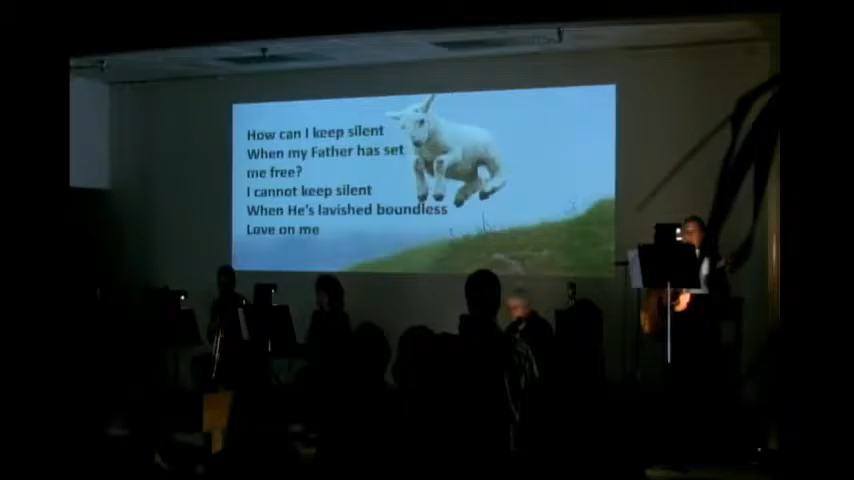 How can I keep silent
When my Father has set
me free?
I cannot keep silent
When He's lavished boundless
Love on me